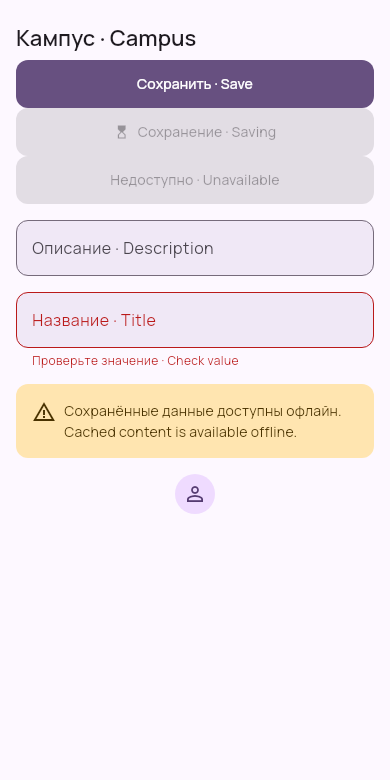 Кампус · Campus
Сохранить · Save
Сохранение · Saving
Недоступно · Unavailable
Описание · Description
Название · Title
Проверьте значение · Check value
Сохранённые данные доступны офлайн.
Cached content is available offline.